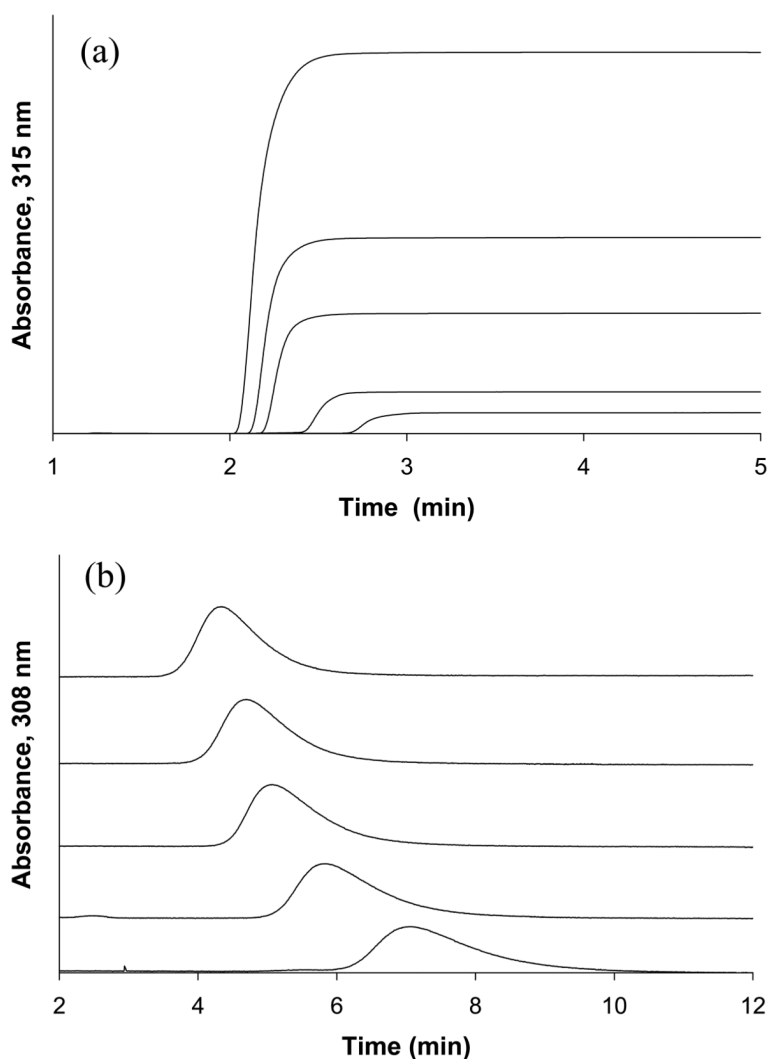 (a)
Absorbance, 315 nm
1 2 3 4 5
Time (min)
(b)
Absorbance, 308 nm
2 4 6 8 10 12
Time (min)